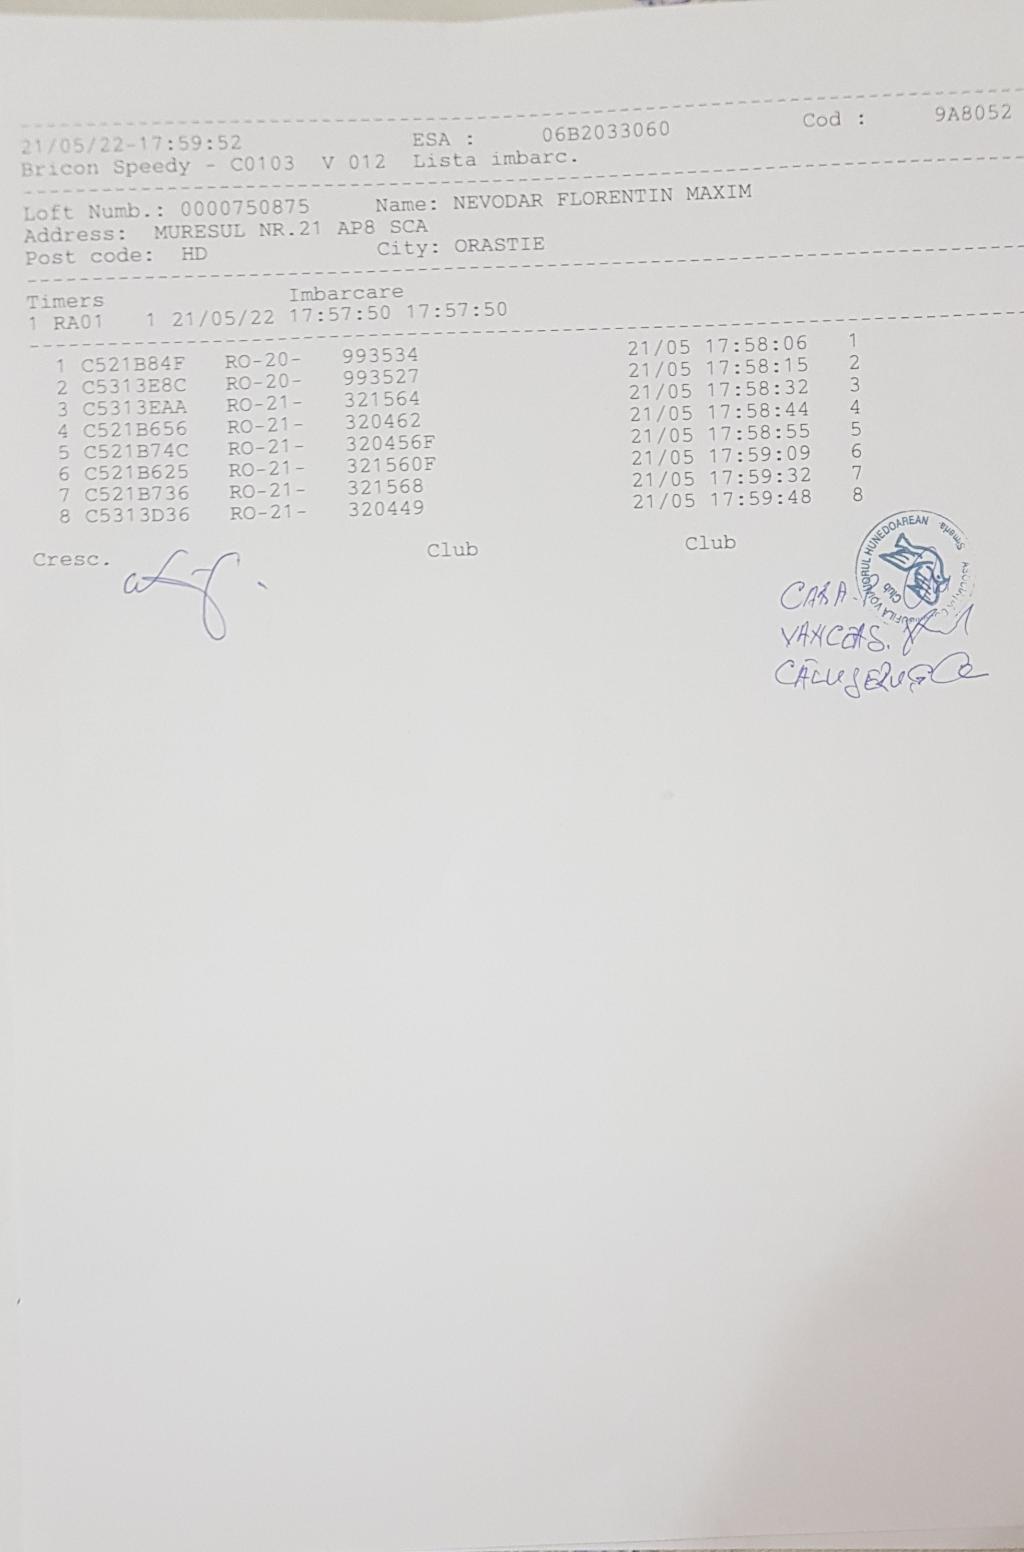 21/05/22-17:59:52 ESA : 06B2033060 Cod : 9A8052
Bricon Speedy - C0103 V 012 Lista imbarc.
Loft Numb.: 0000750875 Name: NEVODAR FLORENTIN MAXIM
Address: MURESUL NR.21 AP8 SCA
Post code: HD City: ORASTIE
Timers Imbarcare
1 RA01 1 21/05/22 17:57:50 17:57:50
1 C521B84F RO-20- 993534 21/05 17:58:06 1
2 C5313E8C RO-20- 993527 21/05 17:58:15 2
3 C5313EAA RO-21- 321564 21/05 17:58:32 3
4 C521B656 RO-21- 320462 21/05 17:58:44 4
5 C521B74C RO-21- 320456F 21/05 17:58:55 5
6 C521B625 RO-21- 321560F 21/05 17:59:09 6
7 C521B736 RO-21- 321568 21/05 17:59:32 7
8 C5313D36 RO-21- 320449 21/05 17:59:48 8
Cresc. Club Club
HUNEDOAREAN
Simeria
Club